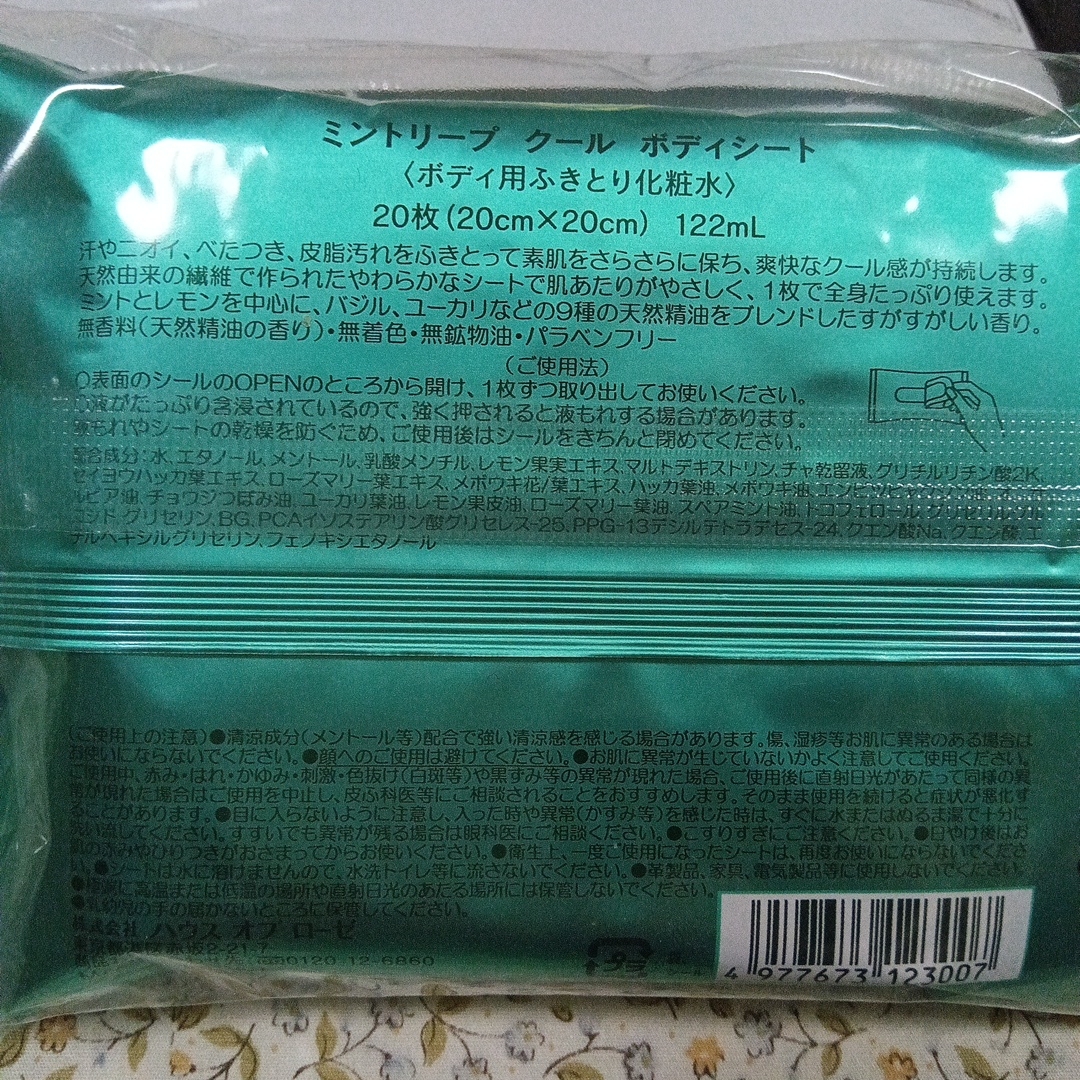 ミントリープ クール ボディシート
〈ボディ用ふきとり化粧水〉
20枚(20cm×20cm) 122mL
汗やニオイ、べたつき、皮脂汚れをふきとって素肌をさらさらに保ち、爽快なクール感が持続します。
天然由来の繊維で作られたやわらかなシートで肌あたりがやさしく、1枚で全身たっぷり使えます。
ミントとレモンを中心に、バジル、ユーカリなどの9種の天然精油をブレンドしたすがすがしい香り。
無香料(天然精油の香り)・無着色・無鉱物油・パラベンフリー
(ご使用法)
○表面のシールのOPENのところから開け、1枚ずつ取り出してお使いください。
○液がたっぷり含浸されているので、強く押されると液もれする場合があります。
液もれやシートの乾燥を防ぐため、ご使用後はシールをきちんと閉めてください。
配合成分:水、エタノール、メントール、乳酸メンチル、レモン果実エキス、マルトデキストリン、チャ乾留液、グリチルリチン酸2K、
セイヨウハッカ葉エキス、ローズマリー葉エキス、メボウキ花/葉エキス、ハッカ葉油、メボウキ油、エンピツビャクシン油、
ルビア油、チョウジつぼみ油、ユーカリ葉油、レモン果皮油、ローズマリー葉油、スペアミント油、トコフェロール、
グリセリン、BG、PCAイソステアリン酸グリセレス-25、PPG-13デシルテトラデセス-24、クエン酸Na、クエン酸、エ
チルヘキシルグリセリン、フェノキシエタノール
(ご使用上の注意)●清涼成分(メントール等)配合で強い清涼感を感じる場合があります。傷、湿疹等お肌に異常のある場合は
お使いにならないでください。●顔へのご使用は避けてください。●お肌に異常が生じていないかよく注意してご使用ください。
ご使用中、赤み・はれ・かゆみ・刺激・色抜け(白斑等)や黒ずみ等の異常が現れた場合、ご使用後に直射日光があたって同様の異
常が現れた場合はご使用を中止し、皮ふ科医等にご相談されることをおすすめします。そのまま使用を続けると症状が悪化す
ることがあります。●目に入らないように注意し、入った時や異常(かすみ等)を感じた時は、すぐに水またはぬるま湯で十分に
洗い流してください。すすいでも異常が残る場合は眼科医にご相談ください。●こすりすぎにご注意ください。●日やけ後はお
肌の赤みやひりつきがおさまってからお使いください。●衛生上、一度ご使用になったシートは、再度お使いにならないでくださ
い。●シートは水に溶けませんので、水洗トイレ等に流さないでください。●革製品、家具、電気製品等に使用しないでください。
●極端に高温または低温の場所や直射日光のあたる場所には保管しないでください。
●乳幼児の手の届かないところに保管してください。
株式会社 ハウス オブ ローゼ
東京都港区赤坂2-21-7
0120-12-6860
プラ
4 977673 123007